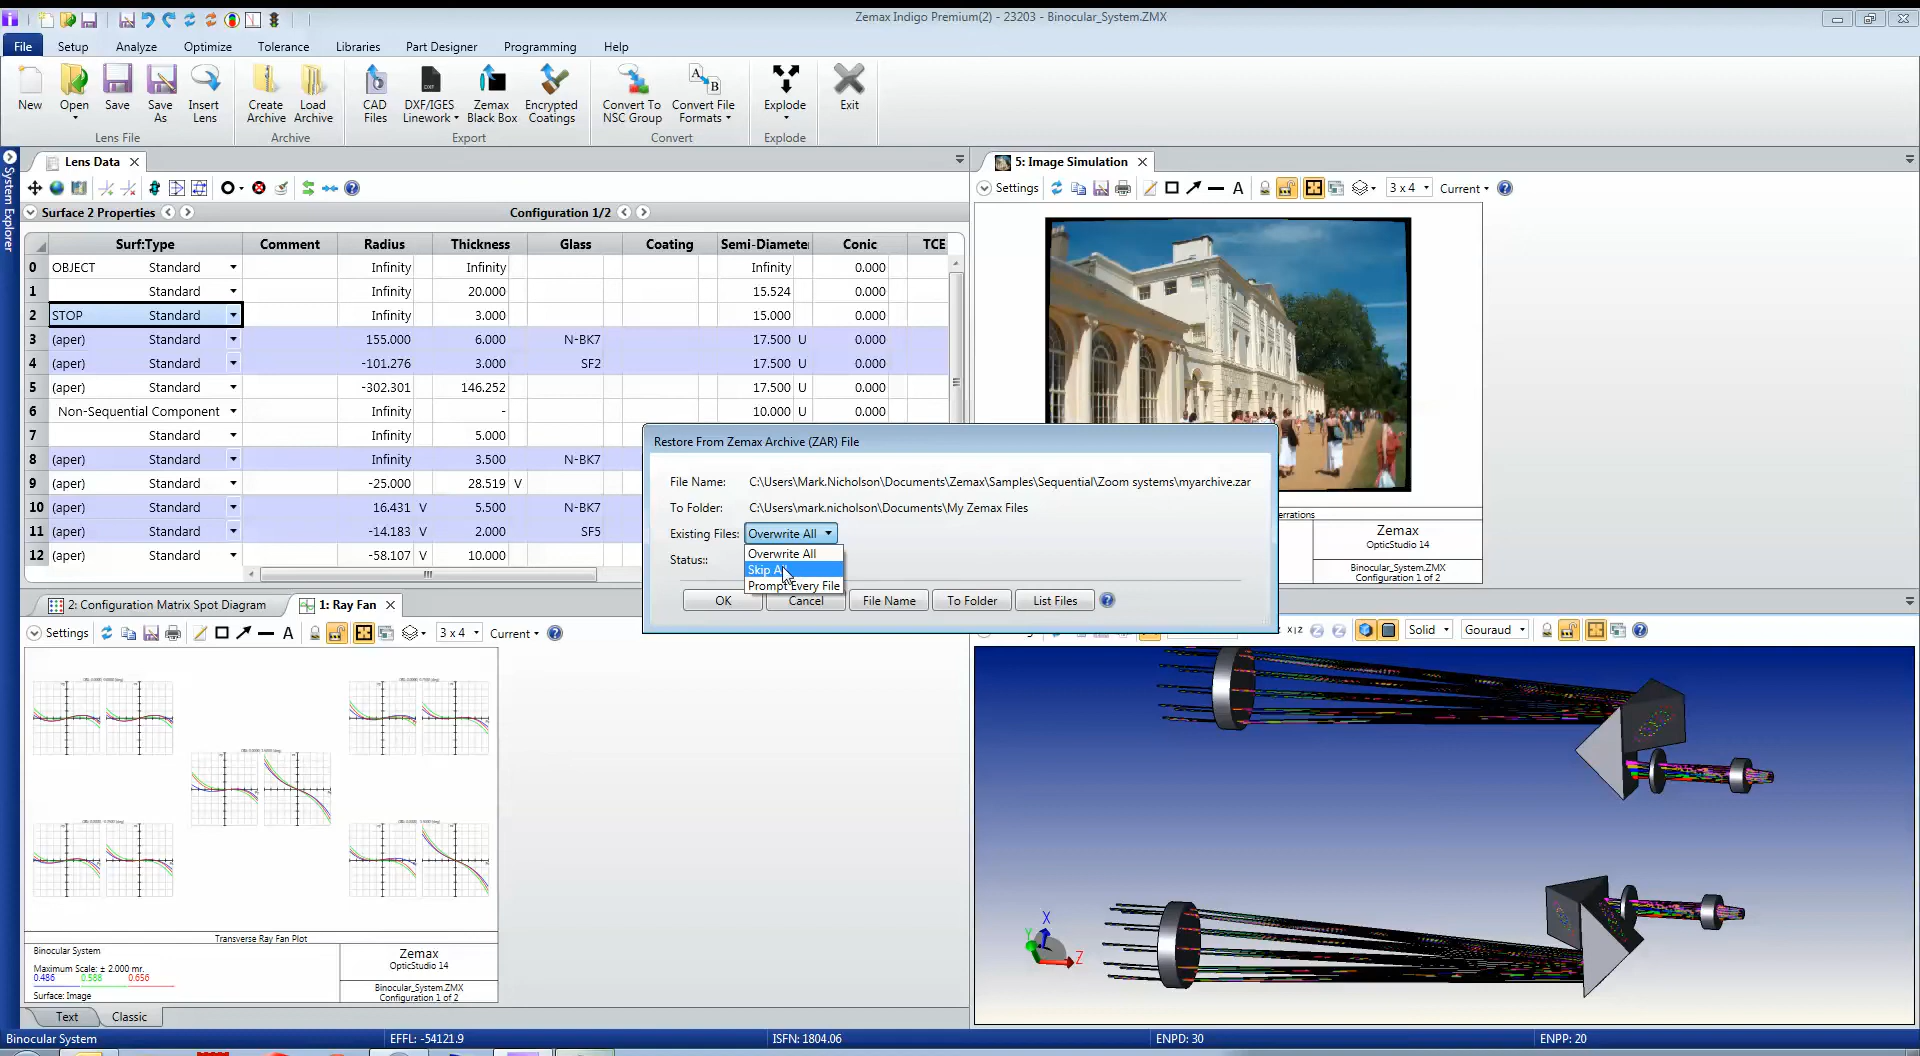 Zemax Indigo Premium(2) - 23203 - Binocular_System.ZMX
File Setup Analyze Optimize Tolerance Libraries Part Designer Programming Help
New Open Save Save As Insert Lens
Lens File
Create Archive Load Archive
Archive
CAD Files DXF/IGES Linework Zemax Black Box Encrypted Coatings
Export
Convert To NSC Group Convert File Formats
Convert
Explode
Explode
Exit
System Explorer
Lens Data
Surface 2 Properties
Configuration 1/2
Surf:Type Comment Radius Thickness Glass Coating Semi-Diamete Conic TCE
0 OBJECT Standard Infinity Infinity Infinity 0.000
1 Standard Infinity 20.000 15.524 0.000
2 STOP Standard Infinity 3.000 15.000 0.000
3 (aper) Standard 155.000 6.000 N-BK7 17.500 U 0.000
4 (aper) Standard -101.276 3.000 SF2 17.500 U 0.000
5 (aper) Standard -302.301 146.252 17.500 U 0.000
6 Non-Sequential Component Infinity - 10.000 U 0.000
7 Standard Infinity 5.000
8 (aper) Standard Infinity 3.500 N-BK7
9 (aper) Standard -25.000 28.519 V
10 (aper) Standard 16.431 V 5.500 N-BK7
11 (aper) Standard -14.183 V 2.000 SF5
12 (aper) Standard -58.107 V 10.000
5: Image Simulation
Settings A 3 x 4 Current
Zemax
OpticStudio 14
Binocular_System.ZMX
Configuration 1 of 2
Restore From Zemax Archive (ZAR) File
File Name: C:\Users\Mark.Nicholson\Documents\Zemax\Samples\Sequential\Zoom systems\myarchive.zar
To Folder: C:\Users\mark.nicholson\Documents\My Zemax Files
Existing Files: Overwrite All
Overwrite All
Status::
Skip All
Prompt Every File
OK Cancel File Name To Folder List Files
2: Configuration Matrix Spot Diagram
1: Ray Fan
Settings A 3 x 4 Current
Transverse Ray Fan Plot
Binocular System
Maximum Scale: ± 2.000 mr.
0.486 0.588 0.656
Surface: Image
Zemax
OpticStudio 14
Binocular_System.ZMX
Configuration 1 of 2
Text Classic
Solid Gouraud
X
Y
Z
Binocular System EFFL: -54121.9 ISFN: 1804.06 ENPD: 30 ENPP: 20